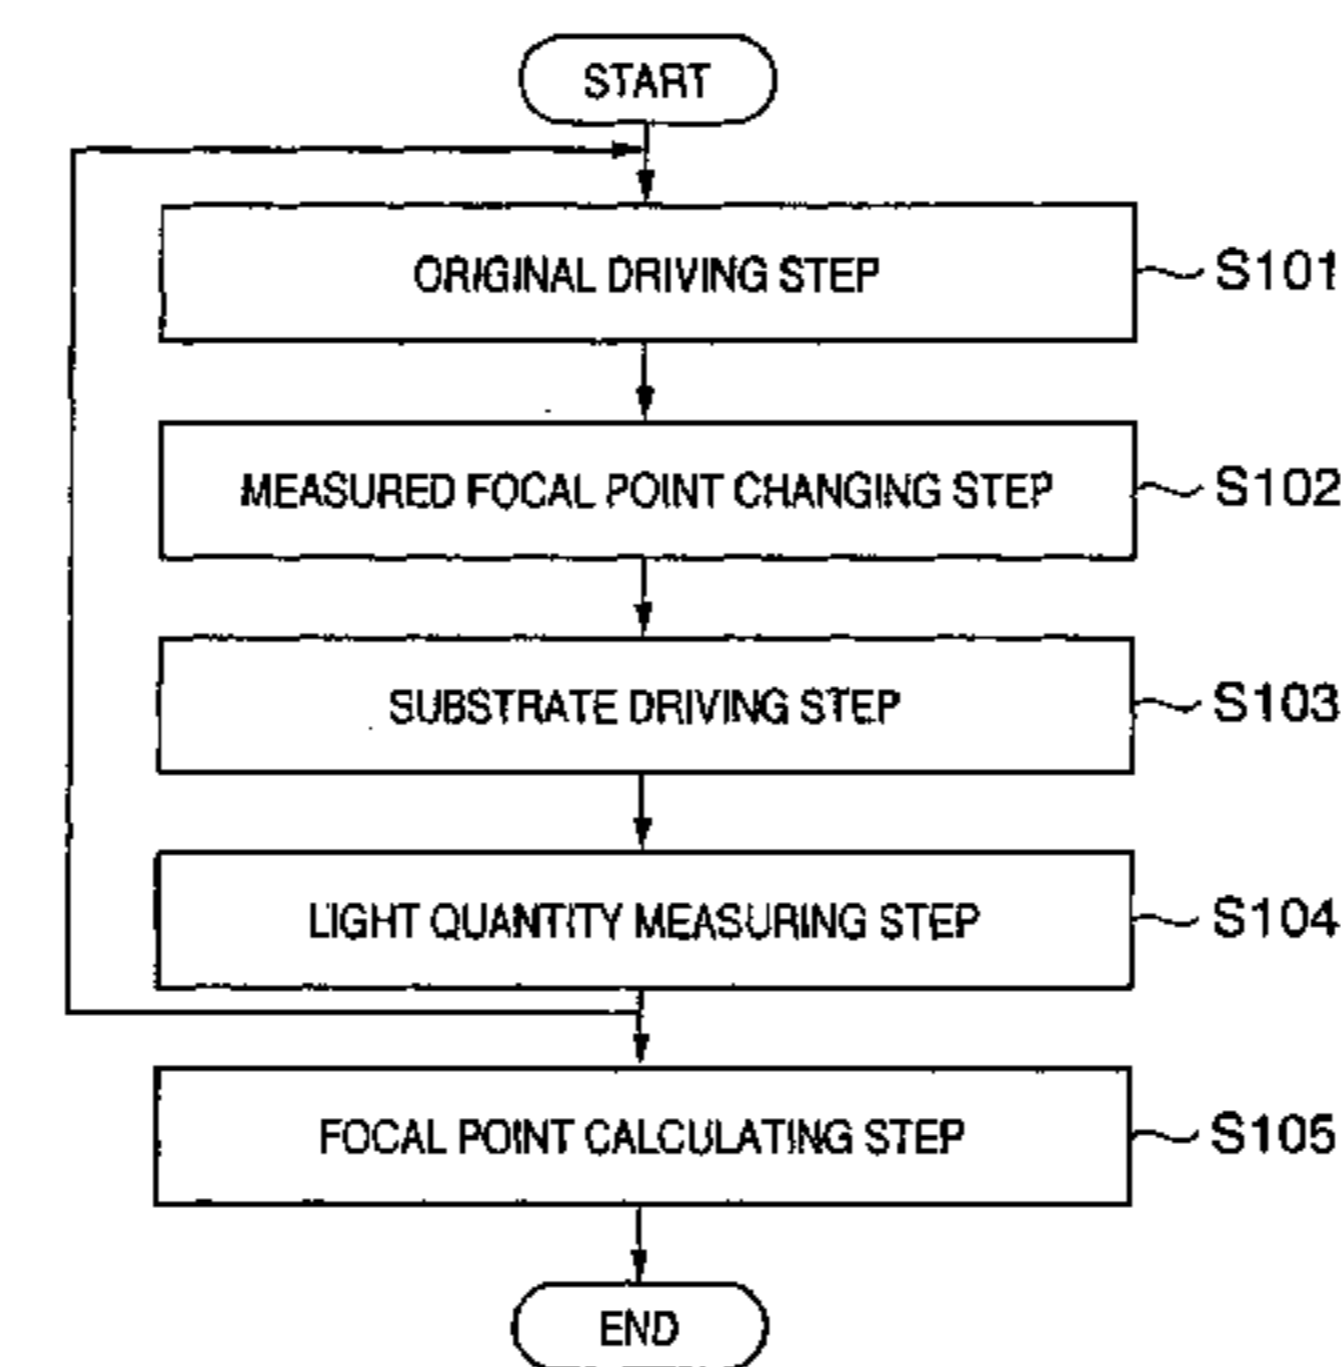 START
ORIGINAL DRIVING STEP
S101
MEASURED FOCAL POINT CHANGING STEP
S102
SUBSTRATE DRIVING STEP
S103
LIGHT QUANTITY MEASURING STEP
S104
FOCAL POINT CALCULATING STEP
S105
END